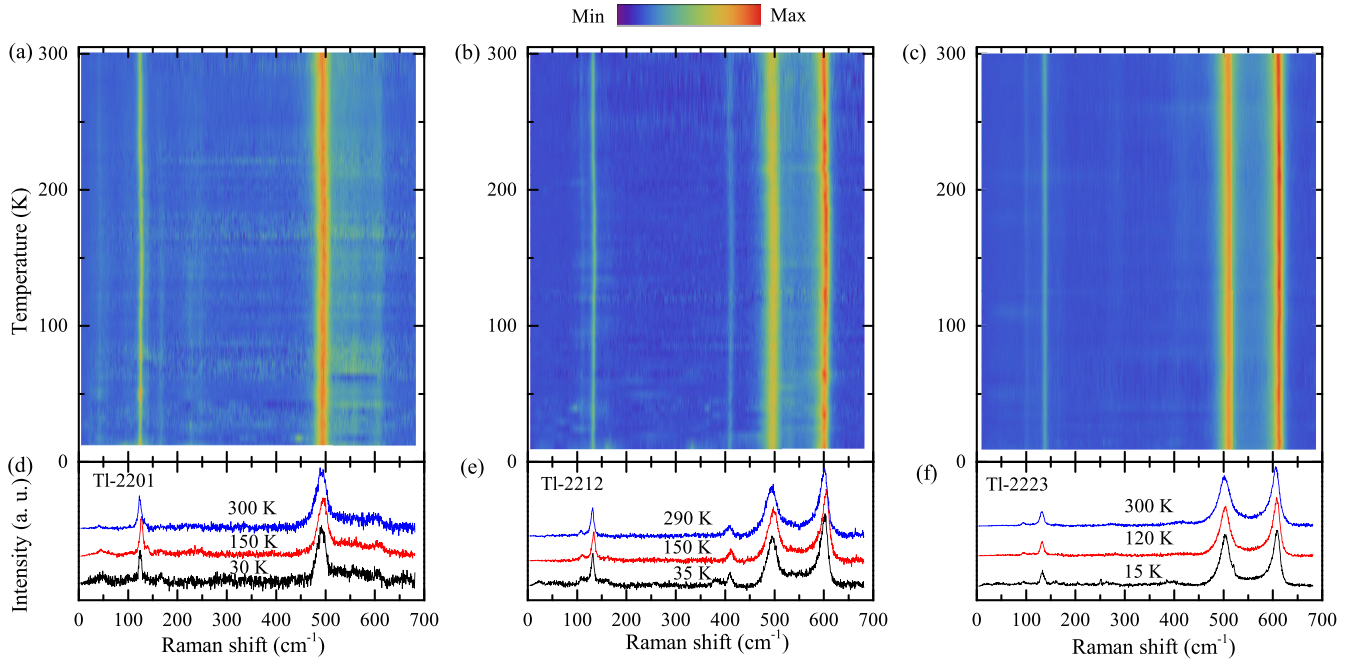 Min Max
(a) (b) (c)
300 300 300
200 200 200
100 100 100
0 0 0
Temperature (K)
(d) (e) (f)
Tl-2201 Tl-2212 Tl-2223
300 K 290 K 300 K
150 K 150 K 120 K
30 K 35 K 15 K
Intensity (a. u.)
0 100 200 300 400 500 600 700 0 100 200 300 400 500 600 700 0 100 200 300 400 500 600 700
Raman shift (cm⁻¹) Raman shift (cm⁻¹) Raman shift (cm⁻¹)